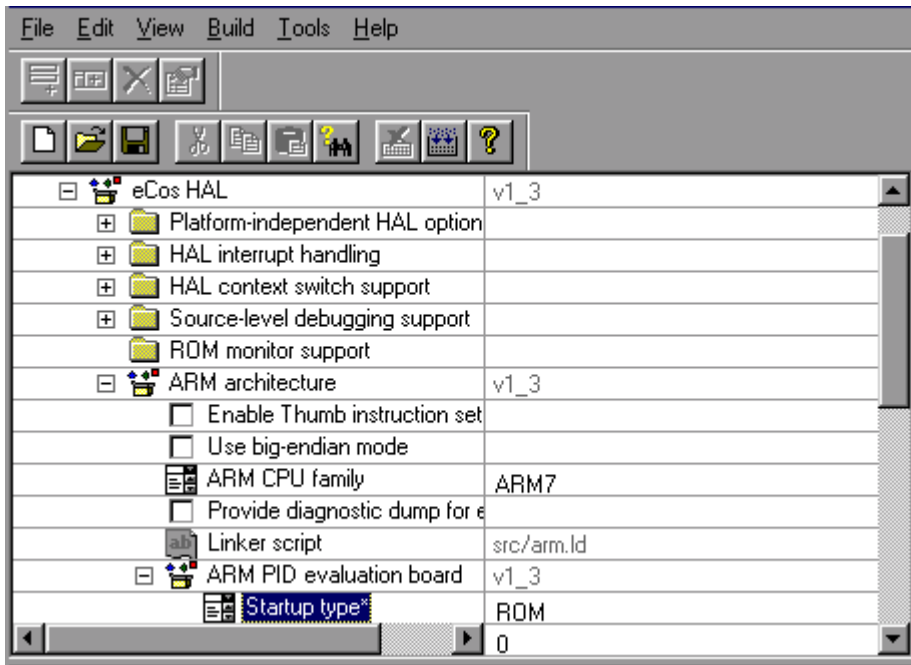 File Edit View Build Tools Help
eCos HAL v1_3
Platform-independent HAL option
HAL interrupt handling
HAL context switch support
Source-level debugging support
ROM monitor support
ARM architecture v1_3
Enable Thumb instruction set
Use big-endian mode
ARM CPU family ARM7
Provide diagnostic dump for e
ab Linker script src/arm.ld
ARM PID evaluation board v1_3
Startup type* ROM
0